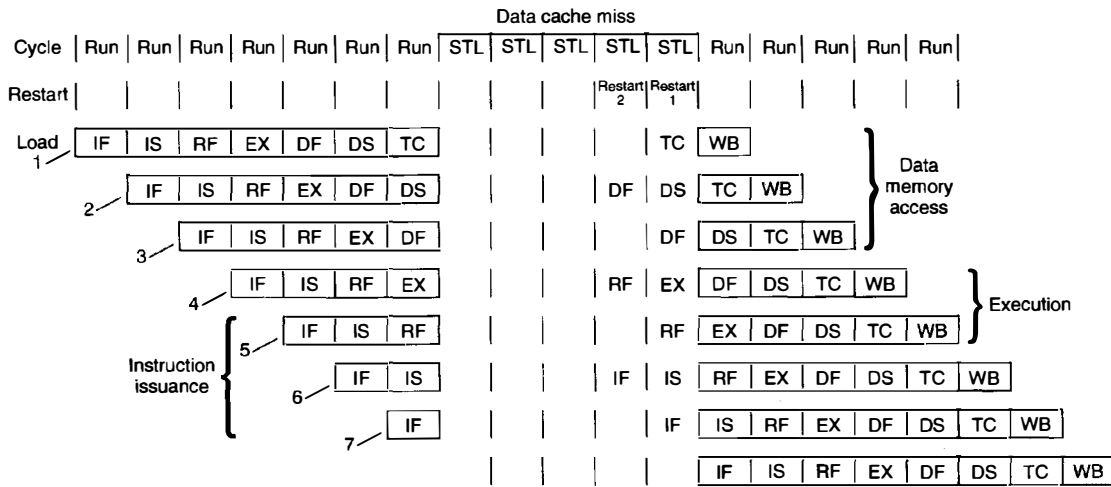 Data cache miss
Cycle Run Run Run Run Run Run Run STL STL STL STL STL Run Run Run Run Run
Restart Restart 2 Restart 1
Load 1 IF IS RF EX DF DS TC TC WB
2 IF IS RF EX DF DS DF DS TC WB
Data memory access
3 IF IS RF EX DF DF DS TC WB
4 IF IS RF EX RF EX DF DS TC WB
Execution
5 IF IS RF RF EX DF DS TC WB
Instruction issuance
6 IF IS IF IS RF EX DF DS TC WB
7 IF IF IS RF EX DF DS TC WB
IF IS RF EX DF DS TC WB